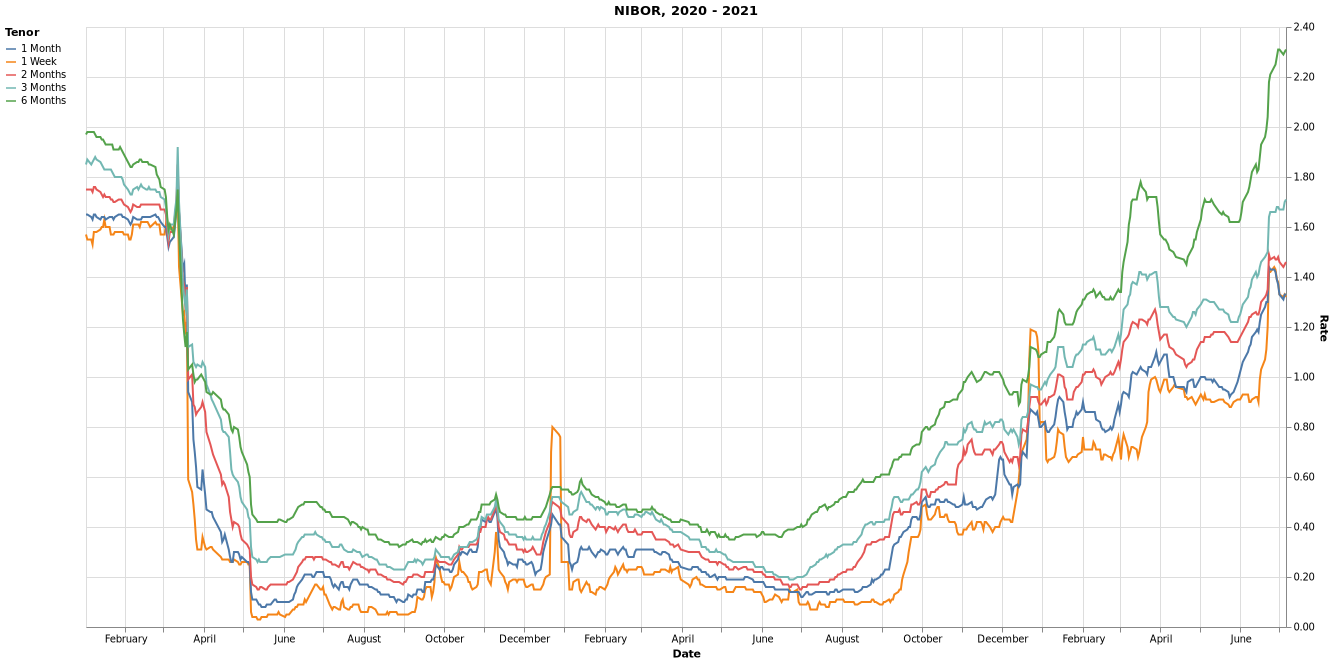 NIBOR, 2020 - 2021
Tenor
1 Month
1 Week
2 Months
3 Months
6 Months
2.40
2.20
2.00
1.80
1.60
1.40
1.20
1.00
0.80
0.60
0.40
0.20
0.00
Rate
February April June August October December February April June August October December February April June
Date